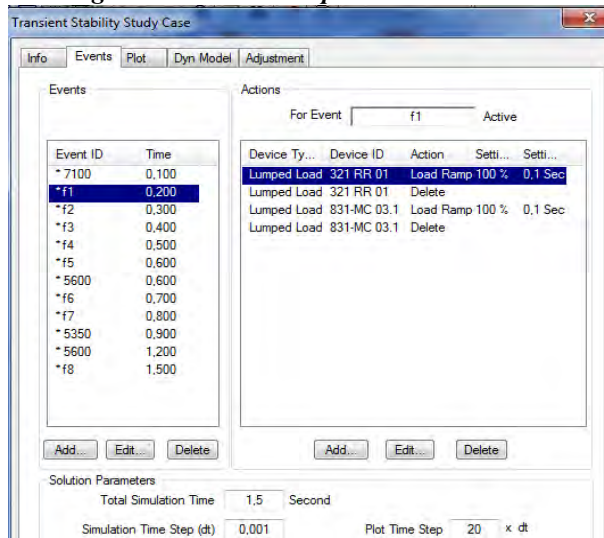 Transient Stability Study Case
Info Events Plot Dyn Model Adjustment
Events
Actions
For Event f1 Active
Event ID Time
* 7100 0,100
* f1 0,200
* f2 0,300
* f3 0,400
* f4 0,500
* f5 0,600
* 5600 0,600
* f6 0,700
* f7 0,800
* 5350 0,900
* 5600 1,200
* f8 1,500
Device Ty... Device ID Action Setti... Setti...
Lumped Load 321 RR 01 Load Ramp 100 % 0,1 Sec
Lumped Load 321 RR 01 Delete
Lumped Load 831-MC 03.1 Load Ramp 100 % 0,1 Sec
Lumped Load 831-MC 03.1 Delete
Add... Edit... Delete
Add... Edit... Delete
Solution Parameters
Total Simulation Time 1,5 Second
Simulation Time Step (dt) 0,001 Plot Time Step 20 x dt